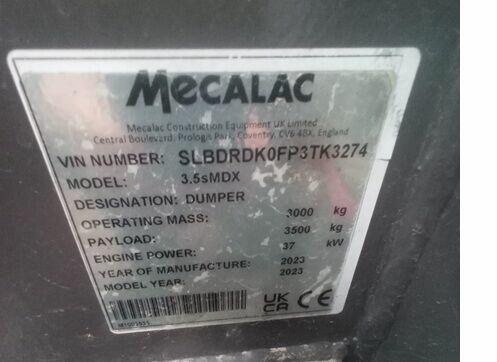 MECALAC
Mecalac Construction Equipment UK Limited
Central Boulevard, Prologis Park, Coventry, CV6 4BX, England
VIN NUMBER: SLBDRDK0FP3TK3274
MODEL: 3.5sMDX
DESIGNATION: DUMPER
OPERATING MASS: 3000 kg
PAYLOAD: 3500 kg
ENGINE POWER: 37 kW
YEAR OF MANUFACTURE: 2023
MODEL YEAR: 2023
UK CA CE